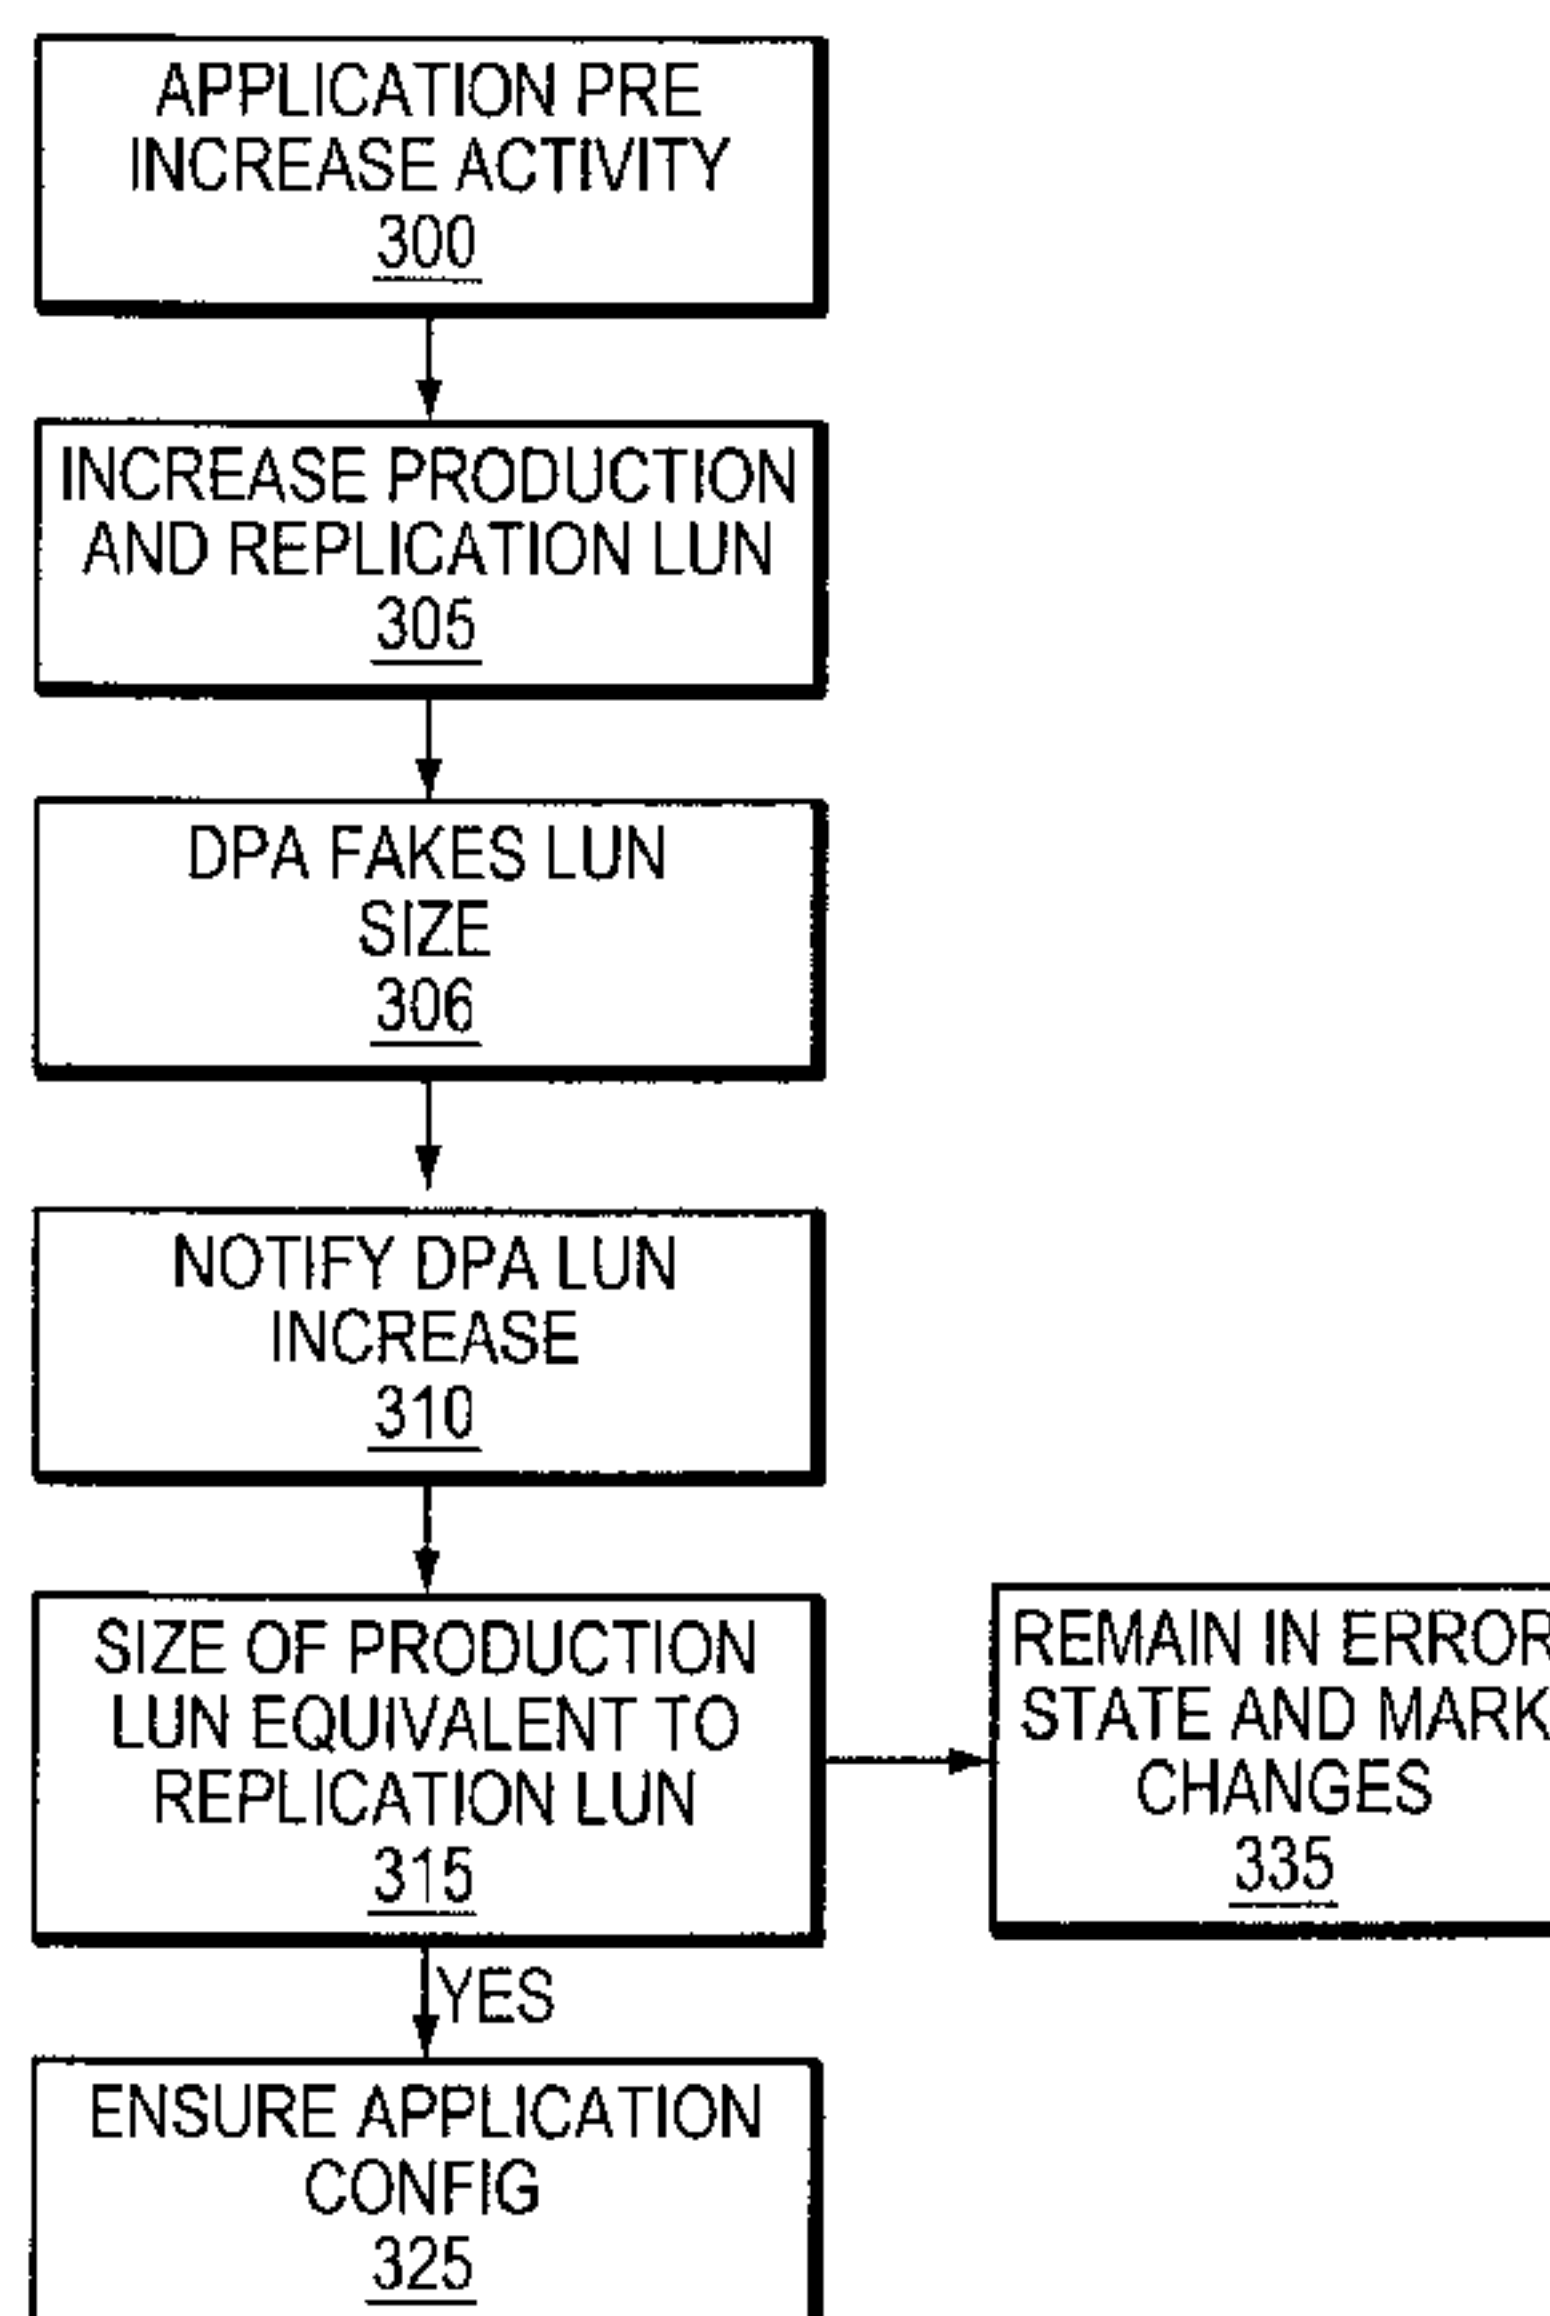 APPLICATION PRE
INCREASE ACTIVITY
300
INCREASE PRODUCTION
AND REPLICATION LUN
305
DPA FAKES LUN
SIZE
306
NOTIFY DPA LUN
INCREASE
310
SIZE OF PRODUCTION
LUN EQUIVALENT TO
REPLICATION LUN
315
REMAIN IN ERROR
STATE AND MARK
CHANGES
335
YES
ENSURE APPLICATION
CONFIG
325